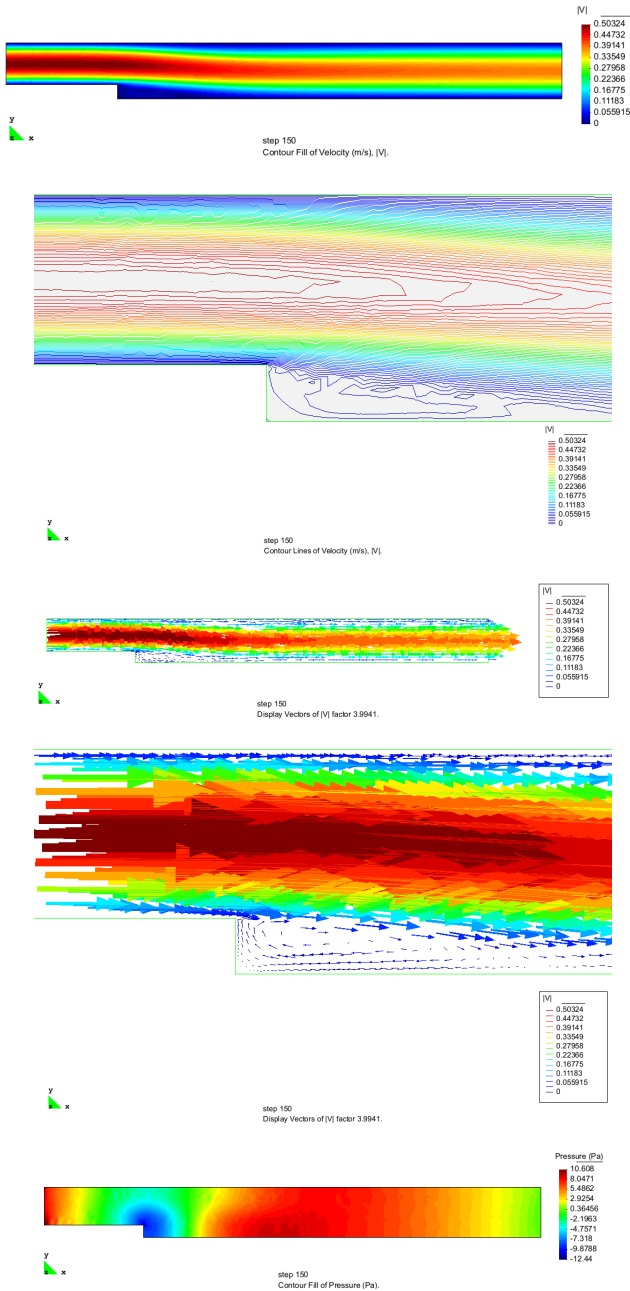 |V|
0.50324
0.44732
0.39141
0.33549
0.27958
0.22366
0.16775
0.11183
0.055915
0
y
z x
step 150
Contour Fill of Velocity (m/s), |V|.
|V|
0.50324
0.44732
0.39141
0.33549
0.27958
0.22366
0.16775
0.11183
0.055915
0
y
z x
step 150
Contour Lines of Velocity (m/s), |V|.
|V|
0.50324
0.44732
0.39141
0.33549
0.27958
0.22366
0.16775
0.11183
0.055915
0
y
z x
step 150
Display Vectors of |V| factor 3.9941.
|V|
0.50324
0.44732
0.39141
0.33549
0.27958
0.22366
0.16775
0.11183
0.055915
0
y
z x
step 150
Display Vectors of |V| factor 3.9941.
Pressure (Pa)
10.608
8.0471
5.4862
2.9254
0.36456
-2.1963
-4.7571
-7.318
-9.8788
-12.44
y
z x
step 150
Contour Fill of Pressure (Pa).